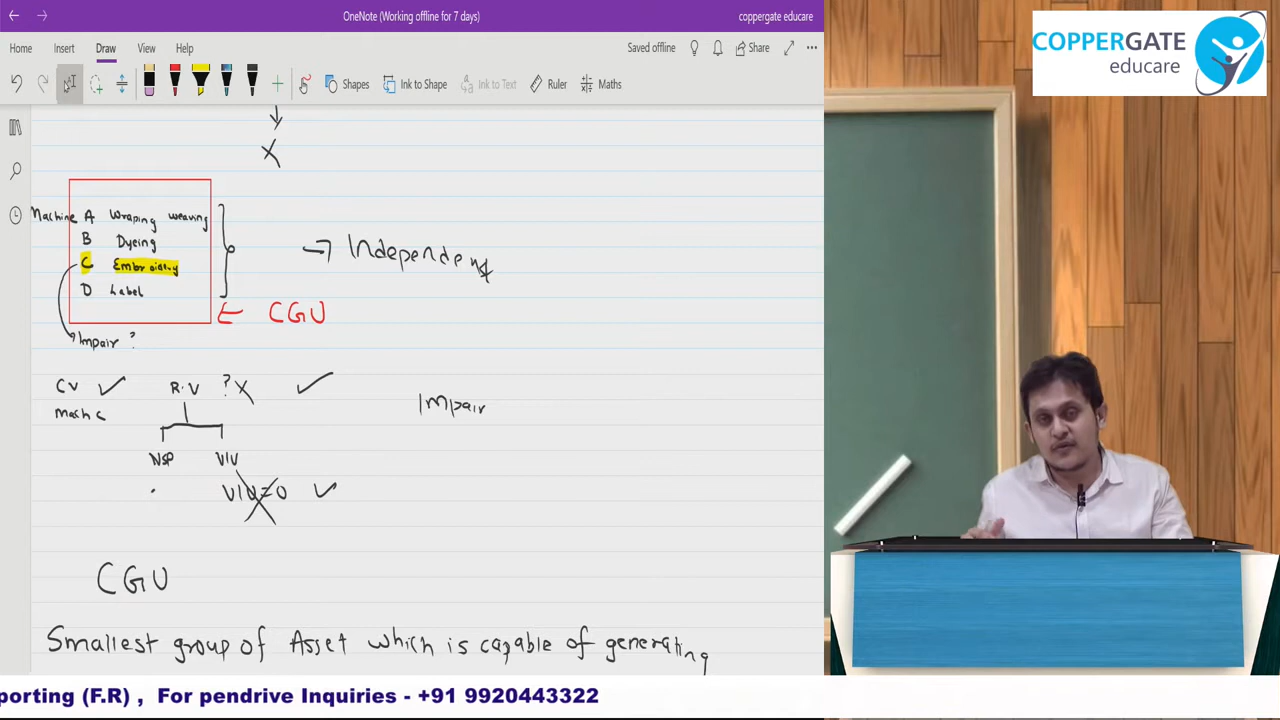 OneNote (Working offline for 7 days)
coppergate educare
Home Insert Draw View Help
Saved offline
Share
Shapes
Ink to Shape
Ink to Text
Ruler
Maths
COPPERGATE
educare
X
Machine A Wraping weaving
B Dyeing
C Embroidery
D Label
→ Independent
← CGU
Impair ?
CV ✓ R.V ? X ✓
Mach C
Impair
NSP VIU
VIU=0 ✓
CGU
Smallest group of Asset which is capable of generating
porting (F.R) , For pendrive Inquiries - +91 9920443322